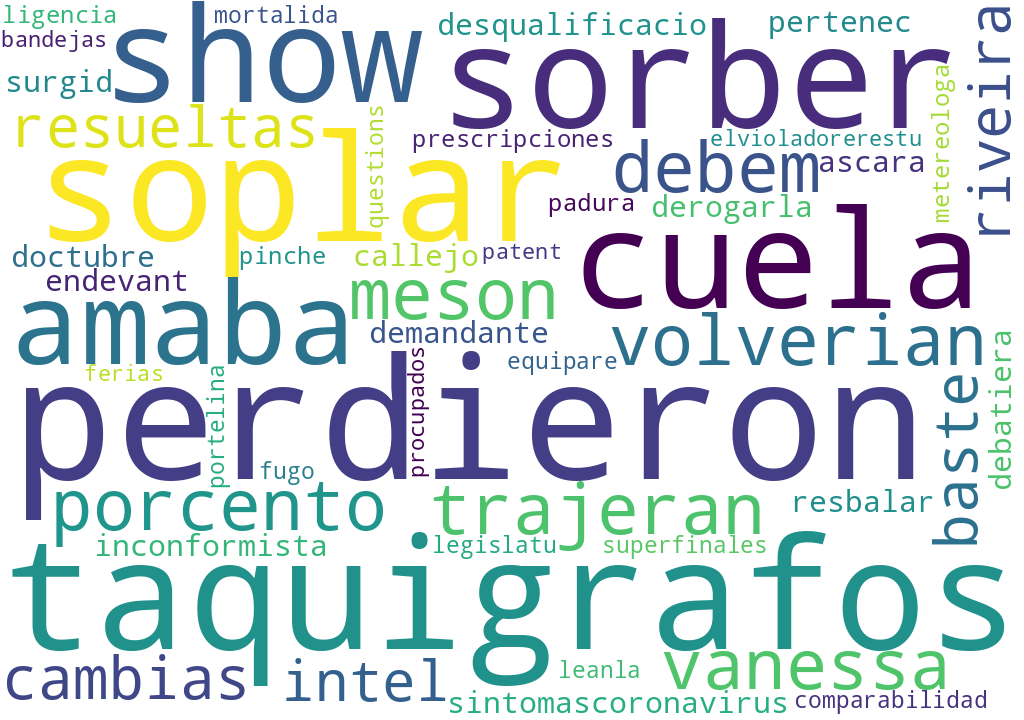 ligencia
mortalida
bandejas
show
desqualificacio
pertenec
surgid
sorber
riveira
resueltas
questions
prescripciones
elvioladorerestu
metereologa
soplar
debem
ascara
padura
derogarla
doctubre
pinche
callejo
patent
cuela
endevant
amaba
meson
demandante
volverian
equipare
ferias
portelina
procupados
perdieron
baste
debatiera
fugo
porcento
trajeran
resbalar
inconformista
legislatu
superfinales
taquigrafos
cambias
intel
leanla
vanessa
sintomascoronavirus
comparabilidad